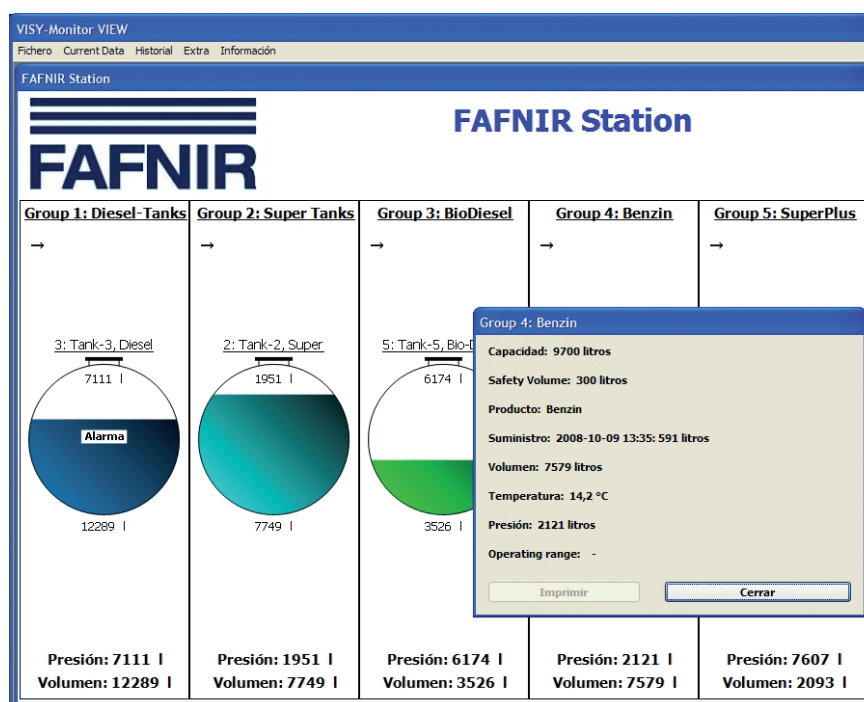 VISY-Monitor VIEW
Fichero Current Data Historial Extra Información
FAFNIR Station
FAFNIR
FAFNIR Station
Group 1: Diesel-Tanks Group 2: Super Tanks Group 3: BioDiesel Group 4: Benzin Group 5: SuperPlus
→ → → → →
3: Tank-3, Diesel 2: Tank-2, Super 5: Tank-5, Bio-
7111 l 1951 l 6174 l
Alarma
12289 l 7749 l 3526 l
Group 4: Benzin
Capacidad: 9700 litros
Safety Volume: 300 litros
Producto: Benzin
Suministro: 2008-10-09 13:35: 591 litros
Volumen: 7579 litros
Temperatura: 14,2 °C
Presión: 2121 litros
Operating range: -
Imprimir Cerrar
Presión: 7111 l Presión: 1951 l Presión: 6174 l Presión: 2121 l Presión: 7607 l
Volumen: 12289 l Volumen: 7749 l Volumen: 3526 l Volumen: 7579 l Volumen: 2093 l